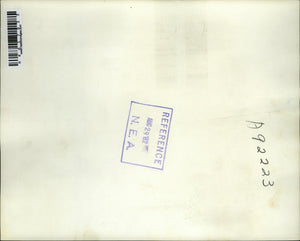 REFERENCE
N. E. A.
A92223